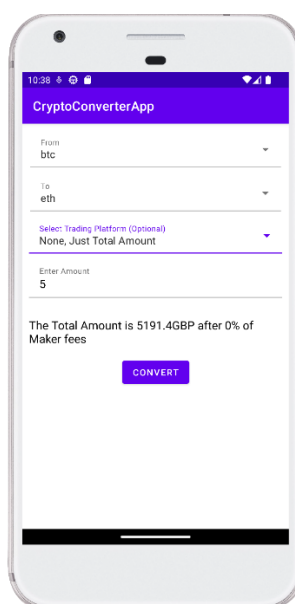 10:38
CryptoConverterApp
From
btc
To
eth
Select Trading Platform (Optional)
None, Just Total Amount
Enter Amount
5
The Total Amount is 5191.4GBP after 0% of
Maker fees
CONVERT